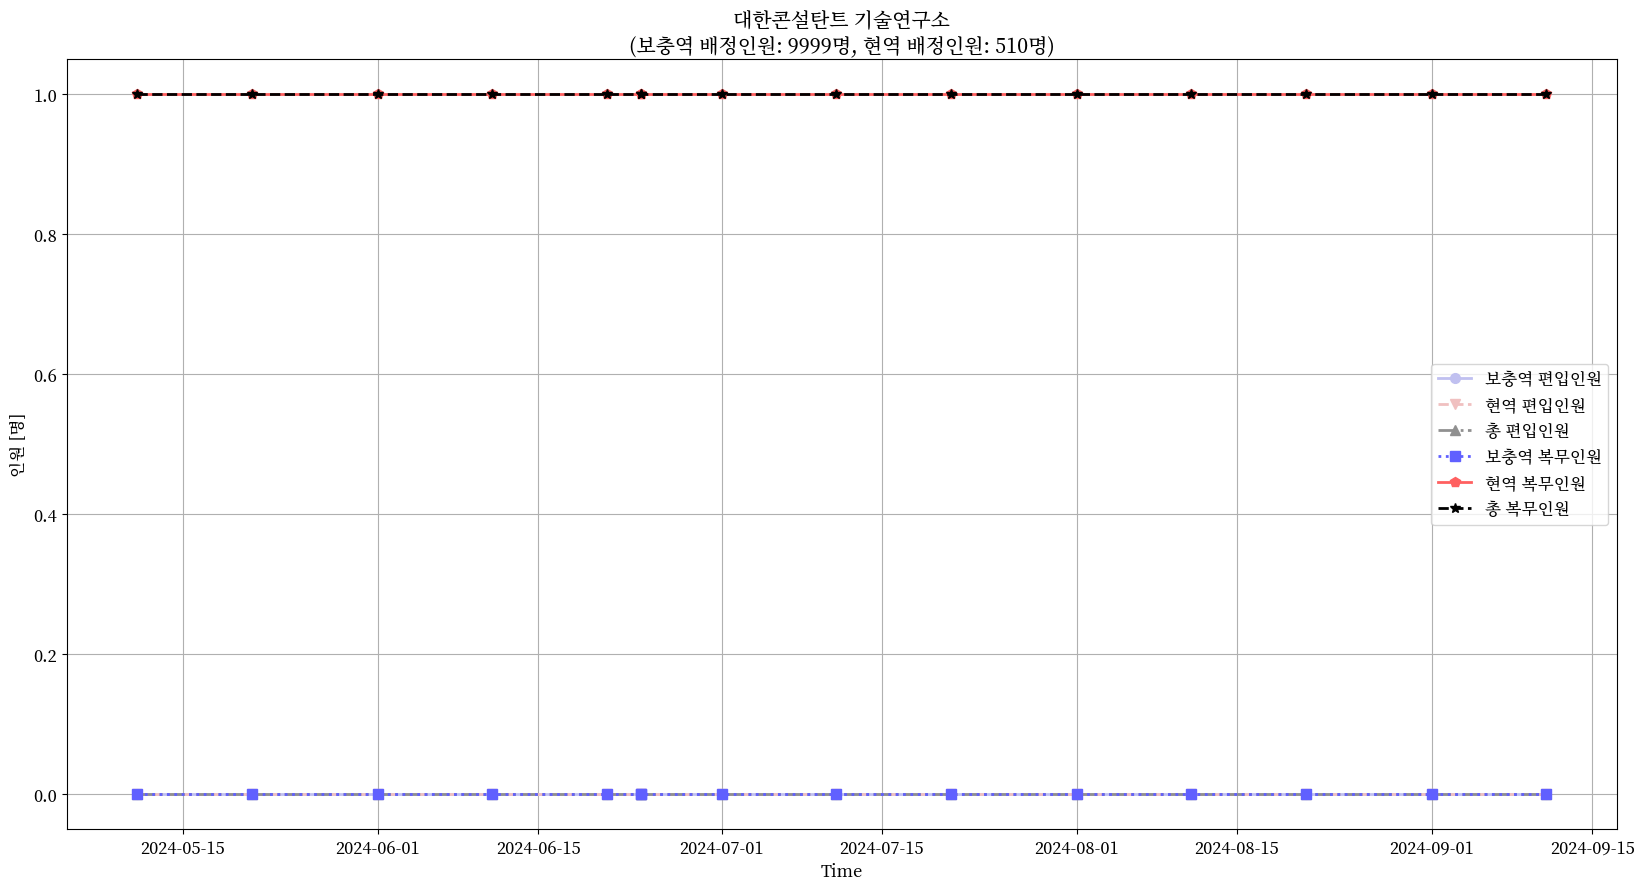 대한콘설탄트 기술연구소
(보충역 배정인원: 9999명, 현역 배정인원: 510명)
1.0
0.8
0.6
0.4
0.2
0.0
인원 [명]
보충역 편입인원
현역 편입인원
총 편입인원
보충역 복무인원
현역 복무인원
총 복무인원
2024-05-15 2024-06-01 2024-06-15 2024-07-01 2024-07-15 2024-08-01 2024-08-15 2024-09-01 2024-09-15
Time